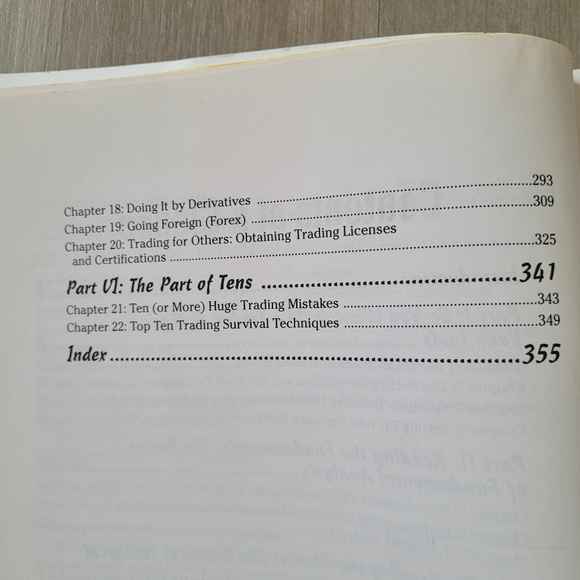 Chapter 18: Doing It by Derivatives ..........293
Chapter 19: Going Foreign (Forex) ..........309
Chapter 20: Trading for Others: Obtaining Trading Licenses
and Certifications ..........325
Part VI: The Part of Tens ..........341
Chapter 21: Ten (or More) Huge Trading Mistakes ..........343
Chapter 22: Top Ten Trading Survival Techniques ..........349
Index ..........355